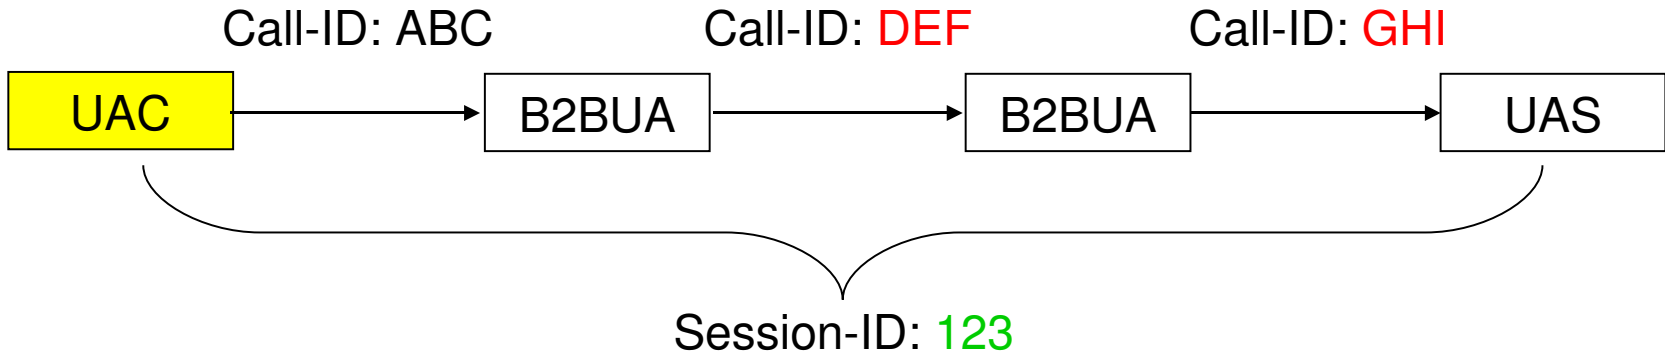 Call-ID: ABC
Call-ID: DEF
Call-ID: GHI
UAC
B2BUA
B2BUA
UAS
Session-ID: 123